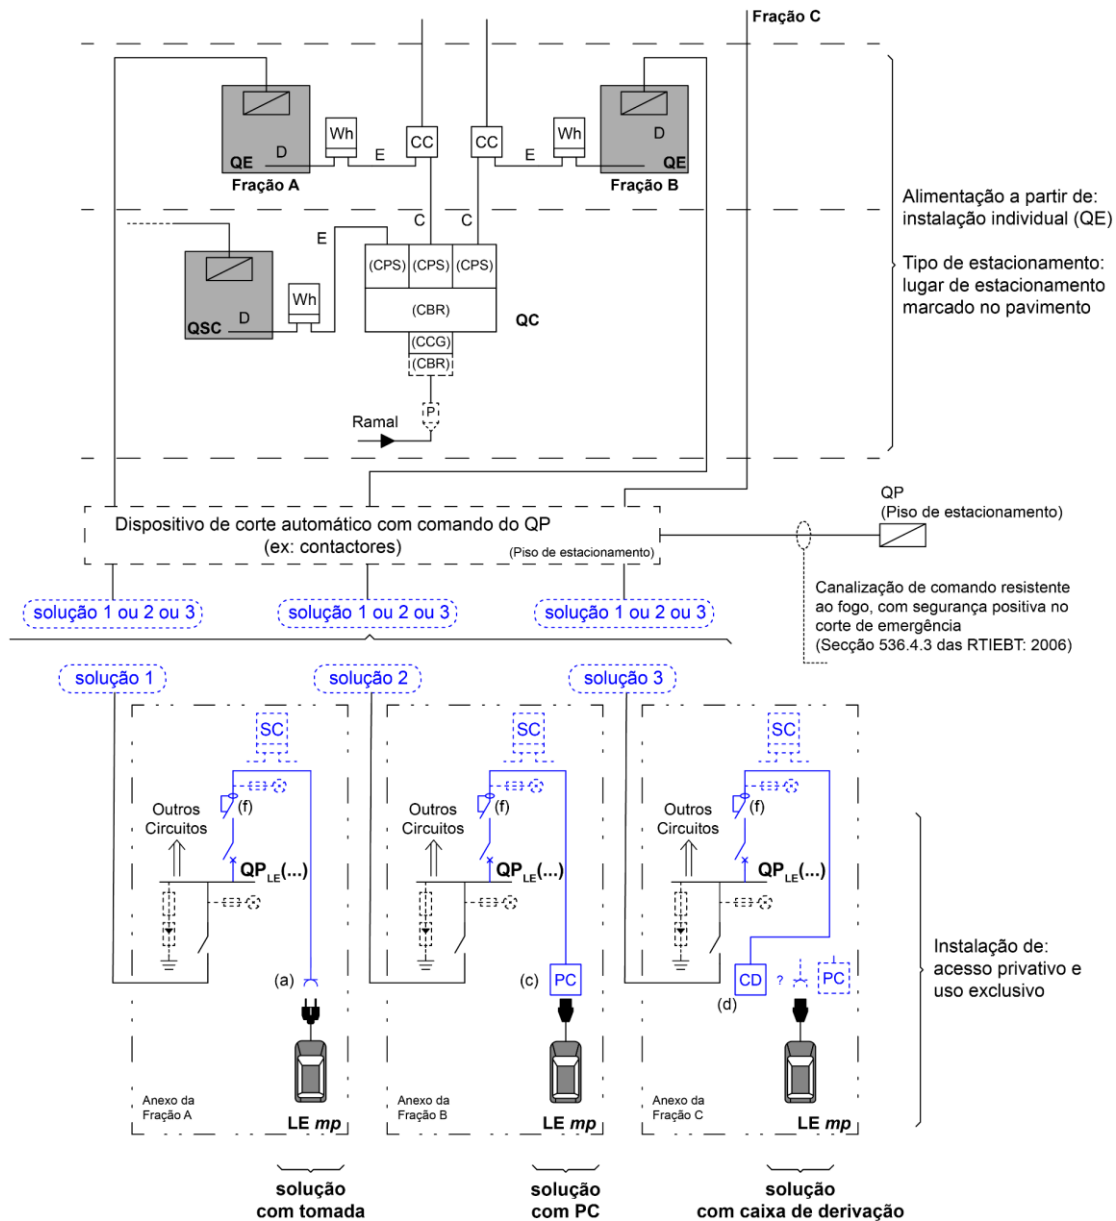 Fração C
Wh
D
E
QE
Fração A
CC
CC
Wh
E
D
QE
Fração B
Alimentação a partir de:
instalação individual (QE)
Tipo de estacionamento:
lugar de estacionamento
marcado no pavimento
C
C
E
Wh
D
QSC
(CPS)
(CPS)
(CPS)
(CBR)
QC
(CCG)
(CBR)
P
Ramal
QP
(Piso de estacionamento)
Dispositivo de corte automático com comando do QP
(ex: contactores)
(Piso de estacionamento)
Canalização de comando resistente
ao fogo, com segurança positiva no
corte de emergência
(Secção 536.4.3 das RTIEBT: 2006)
solução 1 ou 2 ou 3
solução 1 ou 2 ou 3
solução 1 ou 2 ou 3
solução 1
solução 2
solução 3
SC
(f)
Outros
Circuitos
QPLE(...)
(a)
Anexo da
Fração A
LE mp
SC
(f)
Outros
Circuitos
QPLE(...)
(c)
PC
Anexo da
Fração B
LE mp
SC
(f)
Outros
Circuitos
QPLE(...)
CD
(d)
?
PC
Anexo da
Fração C
LE mp
Instalação de:
acesso privativo e
uso exclusivo
solução
com tomada
solução
com PC
solução
com caixa de derivação